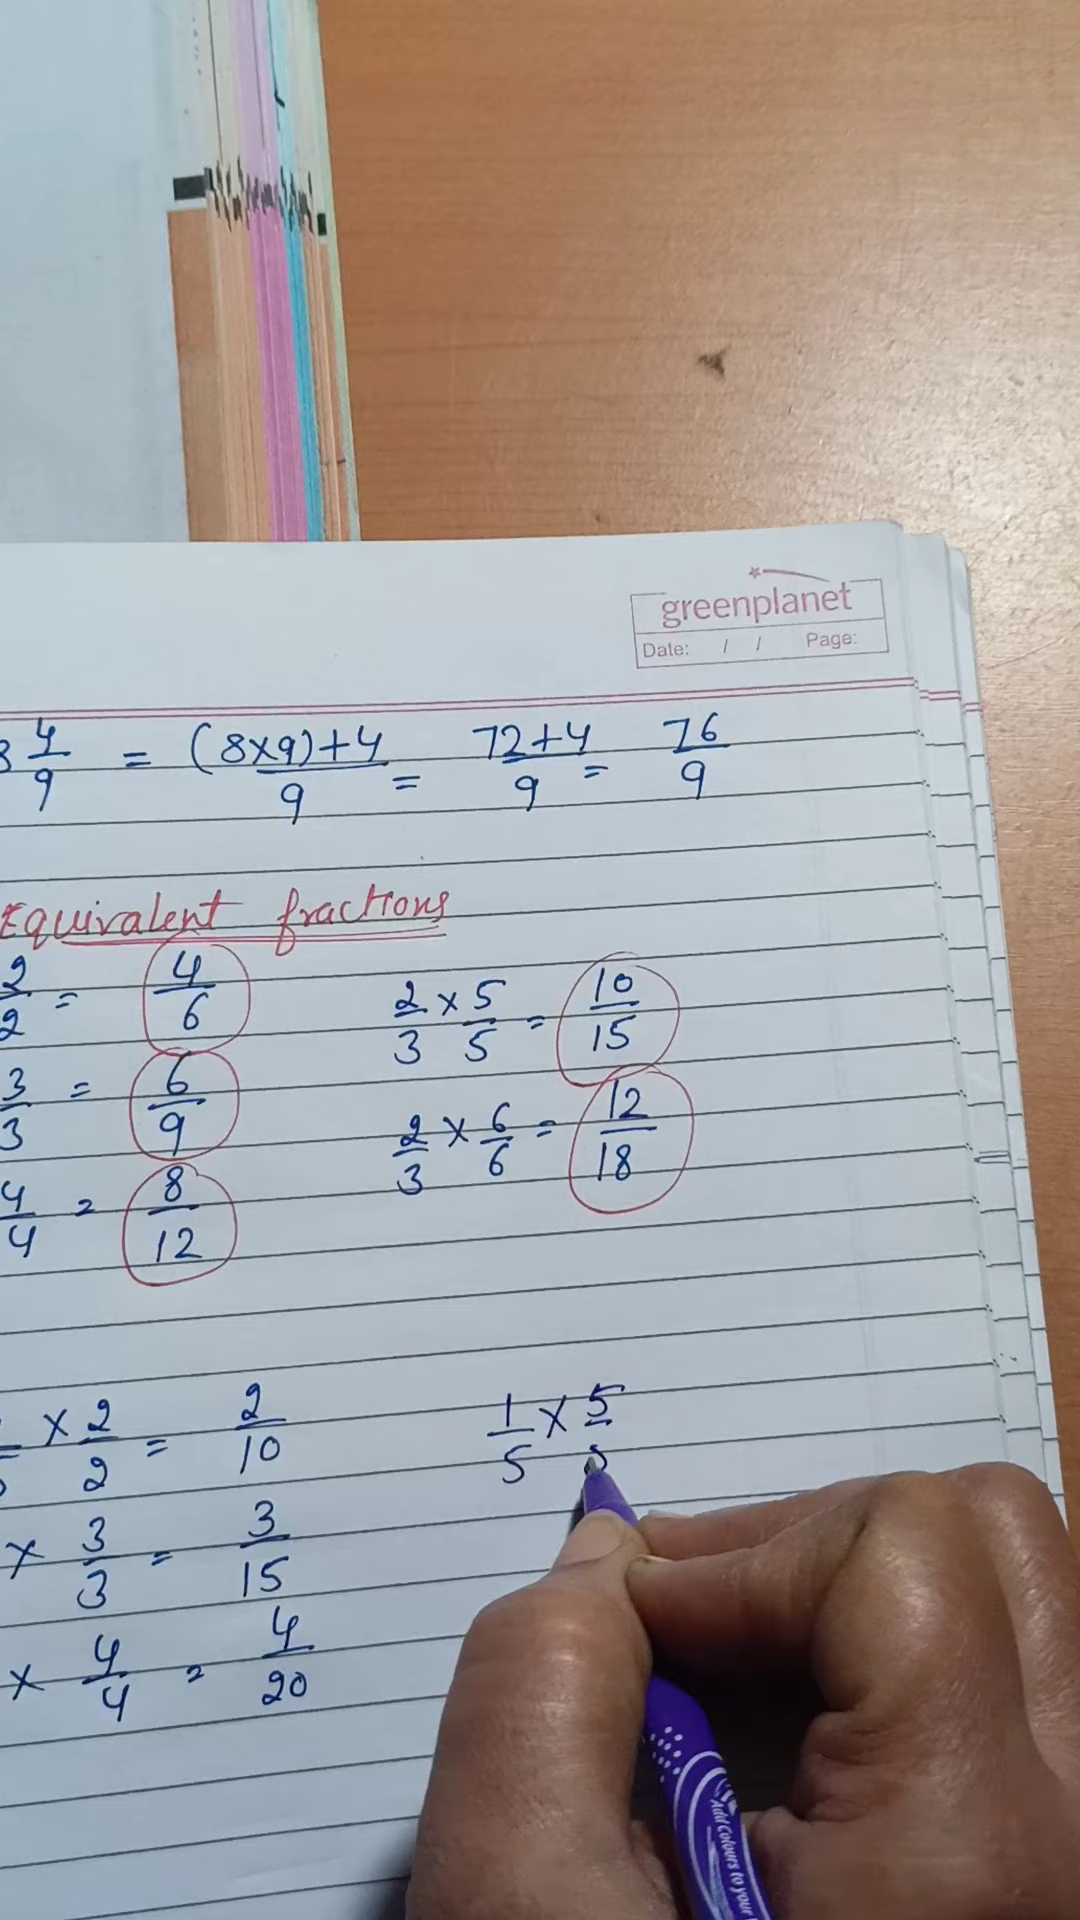 greenplanet
Date: / / Page:
8 4/9 = (8×9)+4/9 = 72+4/9 = 76/9
Equivalent fractions
2/2 = 4/6 2/3 × 5/5 = 10/15
3/3 = 6/9 2/3 × 6/6 = 12/18
4/4 = 8/12
× 2/2 = 2/10 1/5 × 5/5
× 3/3 = 3/15
× 4/4 = 4/20
Add Colours to your